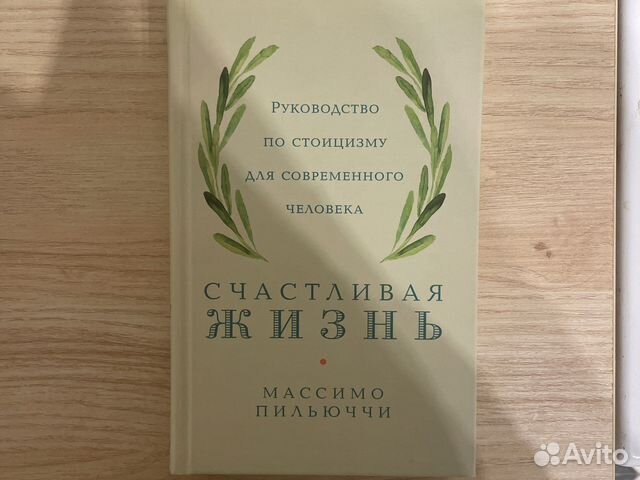 Руководство
по стоицизму
для современного
человека
СЧАСТЛИВАЯ
ЖИЗНЬ
МАССИМО
ПИЛЬЮЧЧИ
Avito